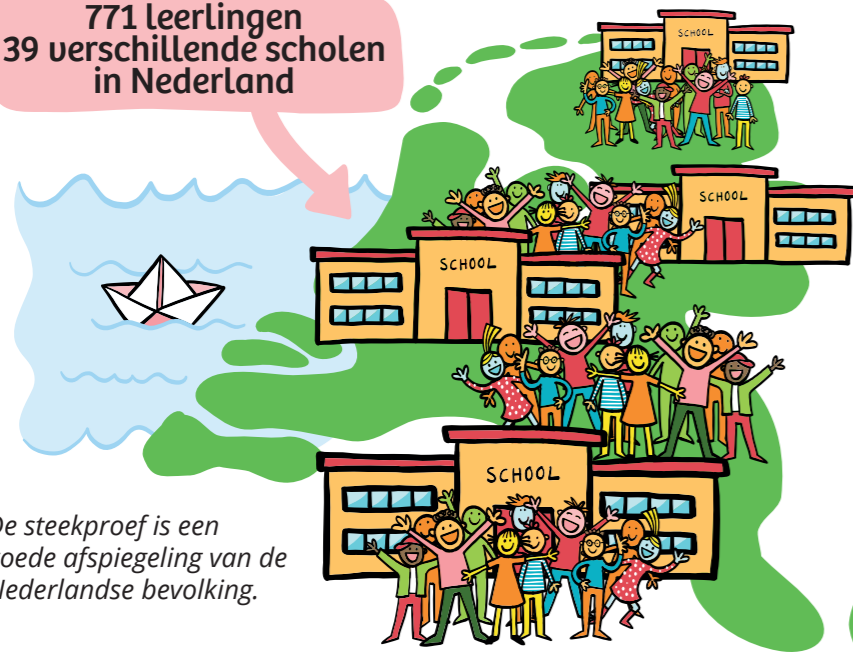 771 leerlingen
39 verschillende scholen
in Nederland
SCHOOL
SCHOOL
SCHOOL
SCHOOL
De steekproef is een
goede afspiegeling van de
Nederlandse bevolking.